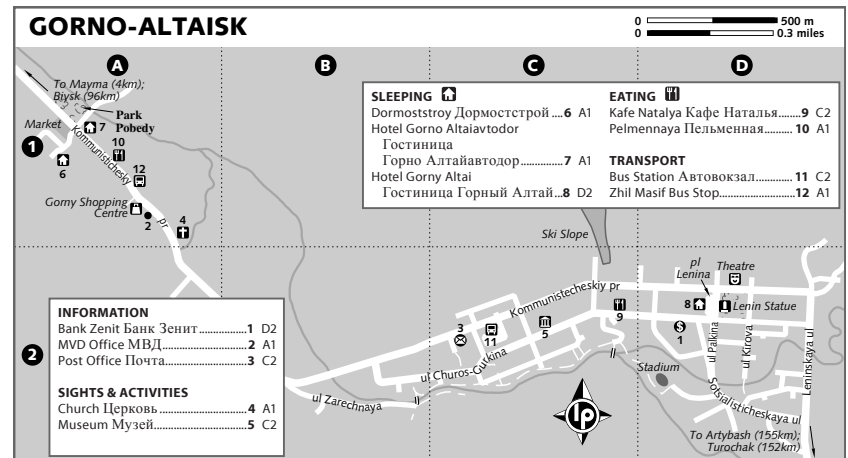 GORNO-ALTAISK
0 500 m
0 0.3 miles
A
B
C
D
To Mayma (4km);
Biysk (96km)
Park
Pobedy
Market
7
10
1
Kommunistichesky pr
6
12
Gorny Shopping
Centre
2
4
SLEEPING
Dormoststroy Дормостстрой....6 A1
Hotel Gorno Altaiavtodor
Гостиница
Горно Алтайавтодор...............7 A1
Hotel Gorny Altai
Гостиница Горный Алтай...8 D2
EATING
Kafe Natalya Кафе Наталья.......9 C2
Pelmennaya Пельменная........10 A1
TRANSPORT
Bus Station Автовокзал.............11 C2
Zhil Masif Bus Stop.....................12 A1
Ski Slope
Kommunistecheskiy pr
pl
Lenina
Theatre
8
Lenin Statue
INFORMATION
Bank Zenit Банк Зенит................1 D2
MVD Office МВД.........................2 A1
Post Office Почта........................3 C2
SIGHTS & ACTIVITIES
Church Церковь..........................4 A1
Museum Музей...........................5 C2
2
3
11
5
9
1
ul Churos-Gurkina
ul Zarechnaya
Stadium
ul Palkina
ul Kirova
Leninskaya ul
Sotsialisticheskaya ul
lp
To Artybash (155km);
Turochak (152km)